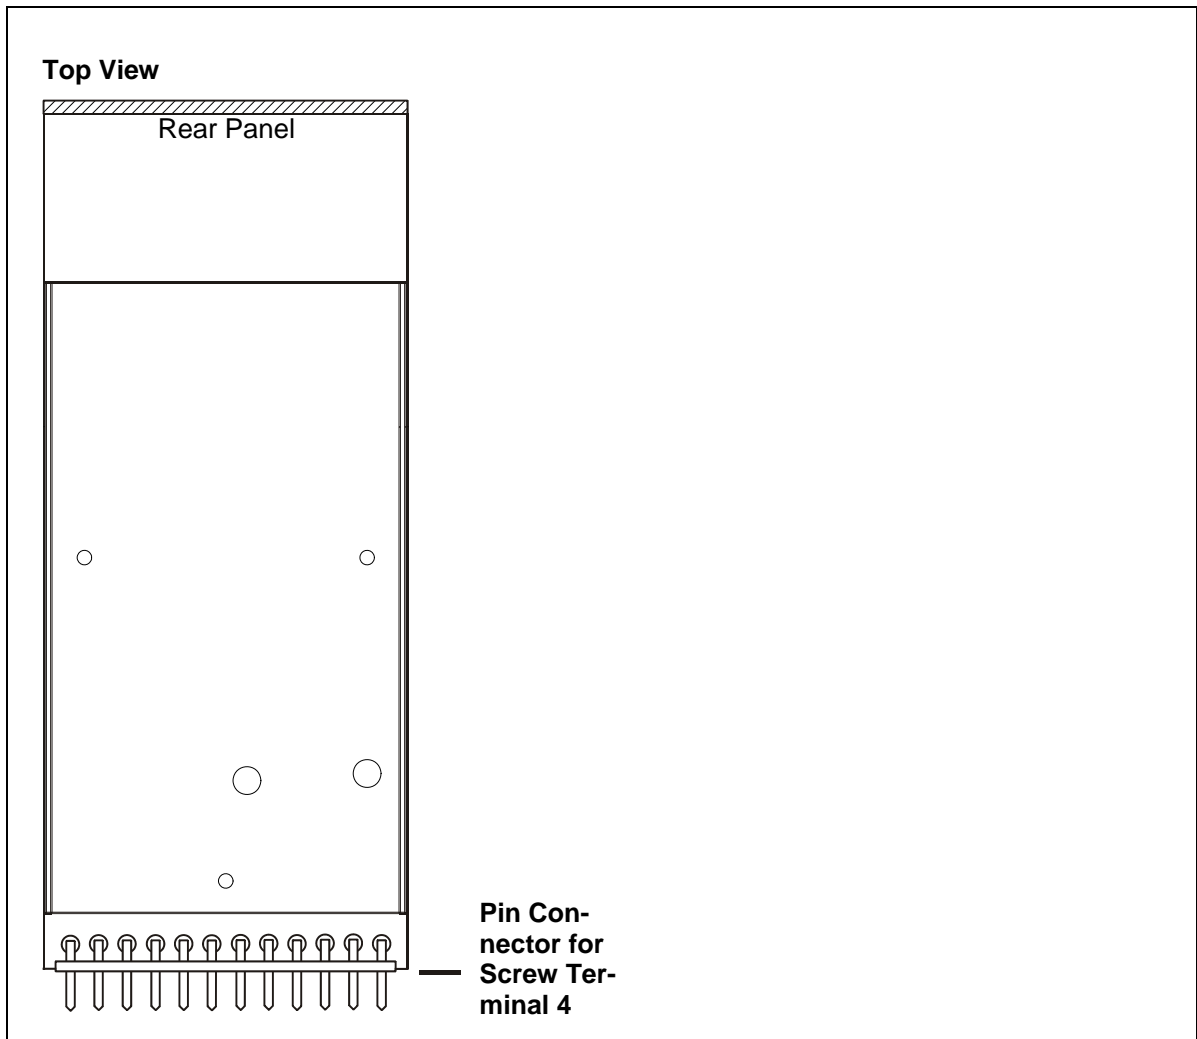 Top View
Rear Panel
Pin Con-
nector for
Screw Ter-
minal 4